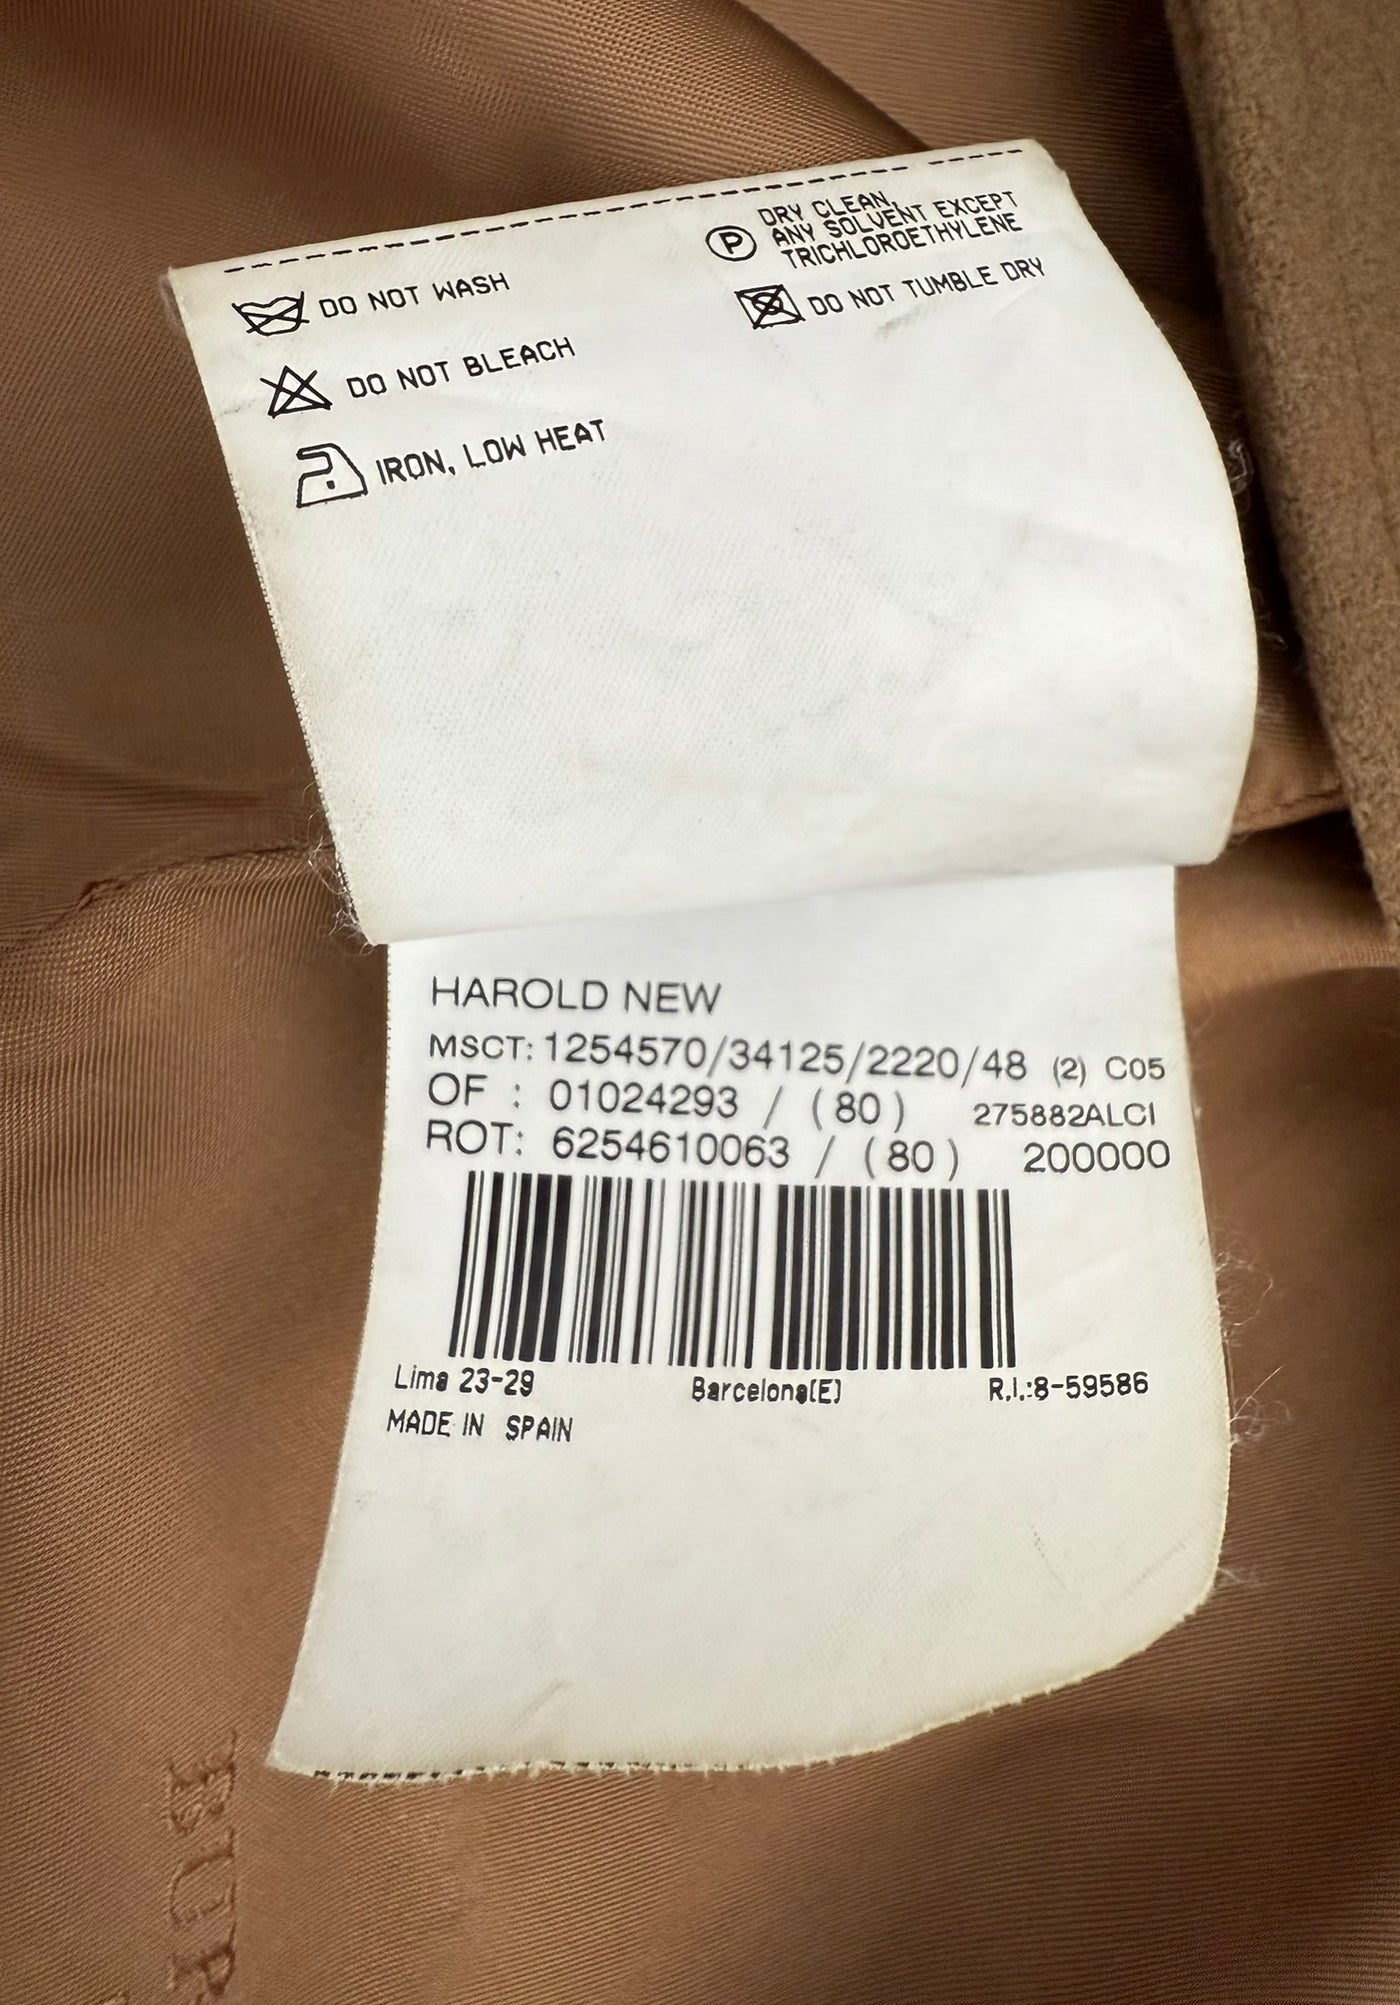 DO NOT WASH
DO NOT BLEACH
IRON, LOW HEAT
P
DRY CLEAN,
ANY SOLVENT EXCEPT
TRICHLOROETHYLENE
DO NOT TUMBLE DRY
HAROLD NEW
MSCT: 1254570/34125/2220/48 (2) C05
OF : 01024293 / (80) 275882ALCI
ROT: 6254610063 / (80) 200000
Lima 23-29 Barcelona(E) R.I.:8-59586
MADE IN SPAIN